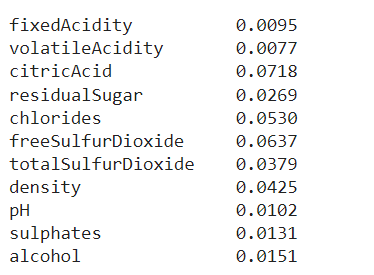 fixedAcidity 0.0095
volatileAcidity 0.0077
citricAcid 0.0718
residualSugar 0.0269
chlorides 0.0530
freeSulfurDioxide 0.0637
totalSulfurDioxide 0.0379
density 0.0425
pH 0.0102
sulphates 0.0131
alcohol 0.0151